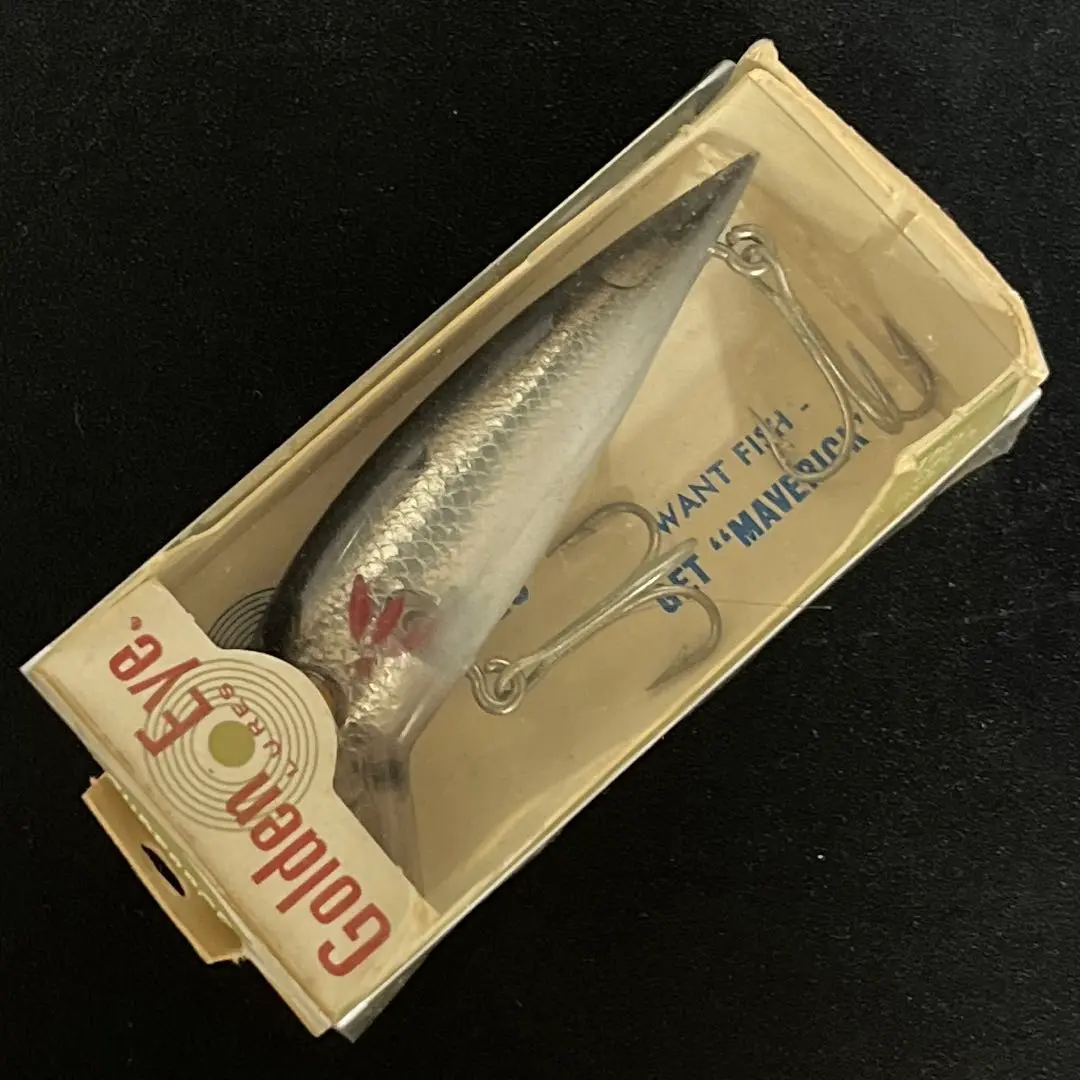 Golden Eye.
LURES
WANT FISH -
GET "MAVERICK"